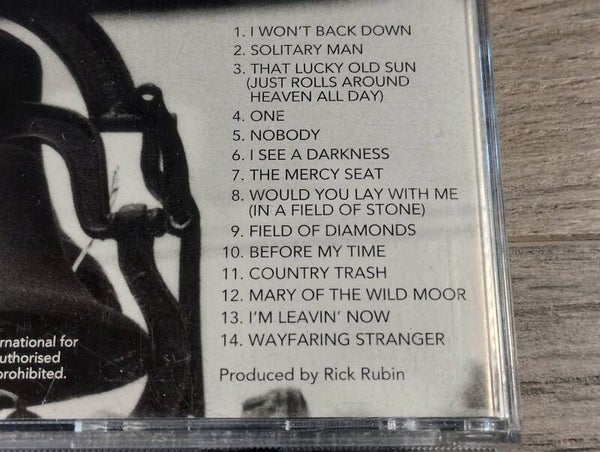 1. I WON'T BACK DOWN
2. SOLITARY MAN
3. THAT LUCKY OLD SUN
(JUST ROLLS AROUND
HEAVEN ALL DAY)
4. ONE
5. NOBODY
6. I SEE A DARKNESS
7. THE MERCY SEAT
8. WOULD YOU LAY WITH ME
(IN A FIELD OF STONE)
9. FIELD OF DIAMONDS
10. BEFORE MY TIME
11. COUNTRY TRASH
12. MARY OF THE WILD MOOR
13. I'M LEAVIN' NOW
14. WAYFARING STRANGER
Produced by Rick Rubin
rnational for
uthorised
prohibited.